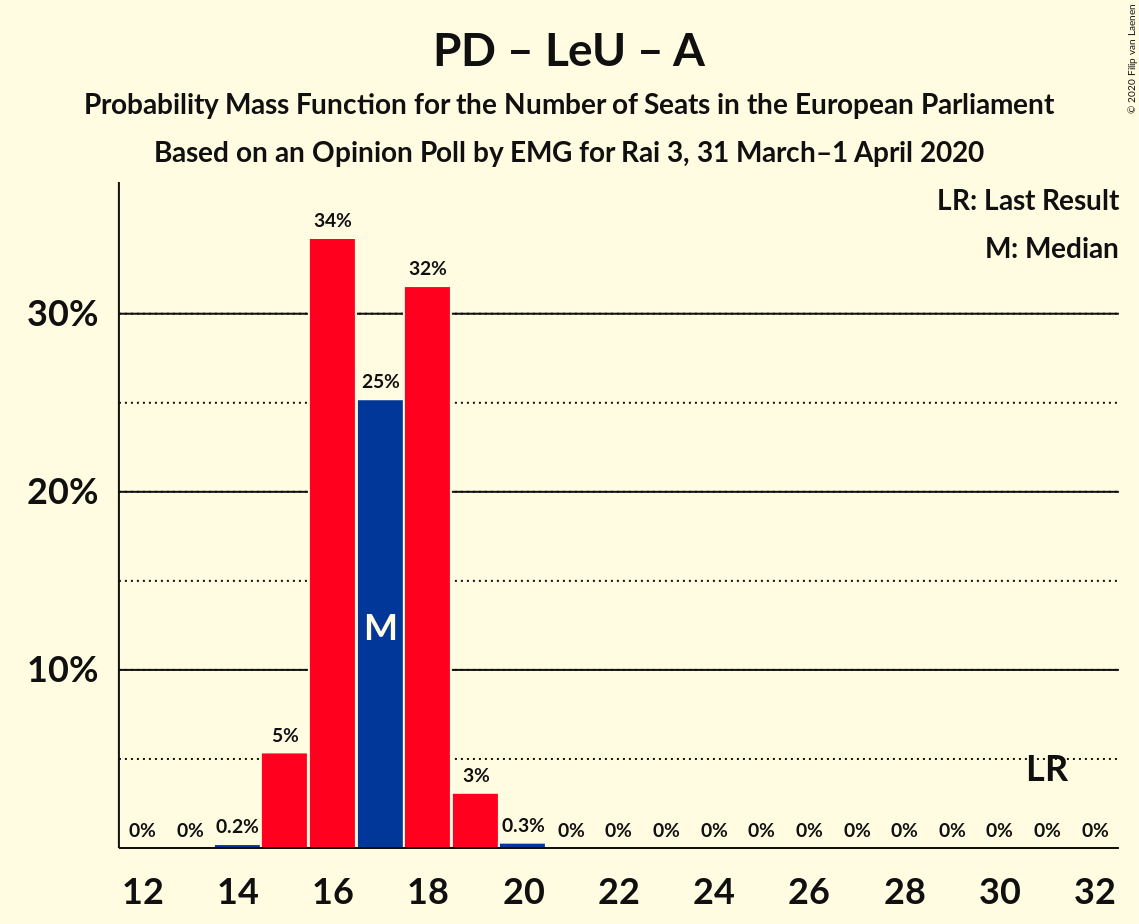 PD – LeU – A
Probability Mass Function for the Number of Seats in the European Parliament
Based on an Opinion Poll by EMG for Rai 3, 31 March–1 April 2020
© 2020 Filip van Laenen
LR: Last Result
M: Median
34%
32%
30%
25%
20%
M
10%
5%
3%
LR
0% 0% 0.2% 0.3% 0% 0% 0% 0% 0% 0% 0% 0% 0% 0% 0% 0%
12 14 16 18 20 22 24 26 28 30 32